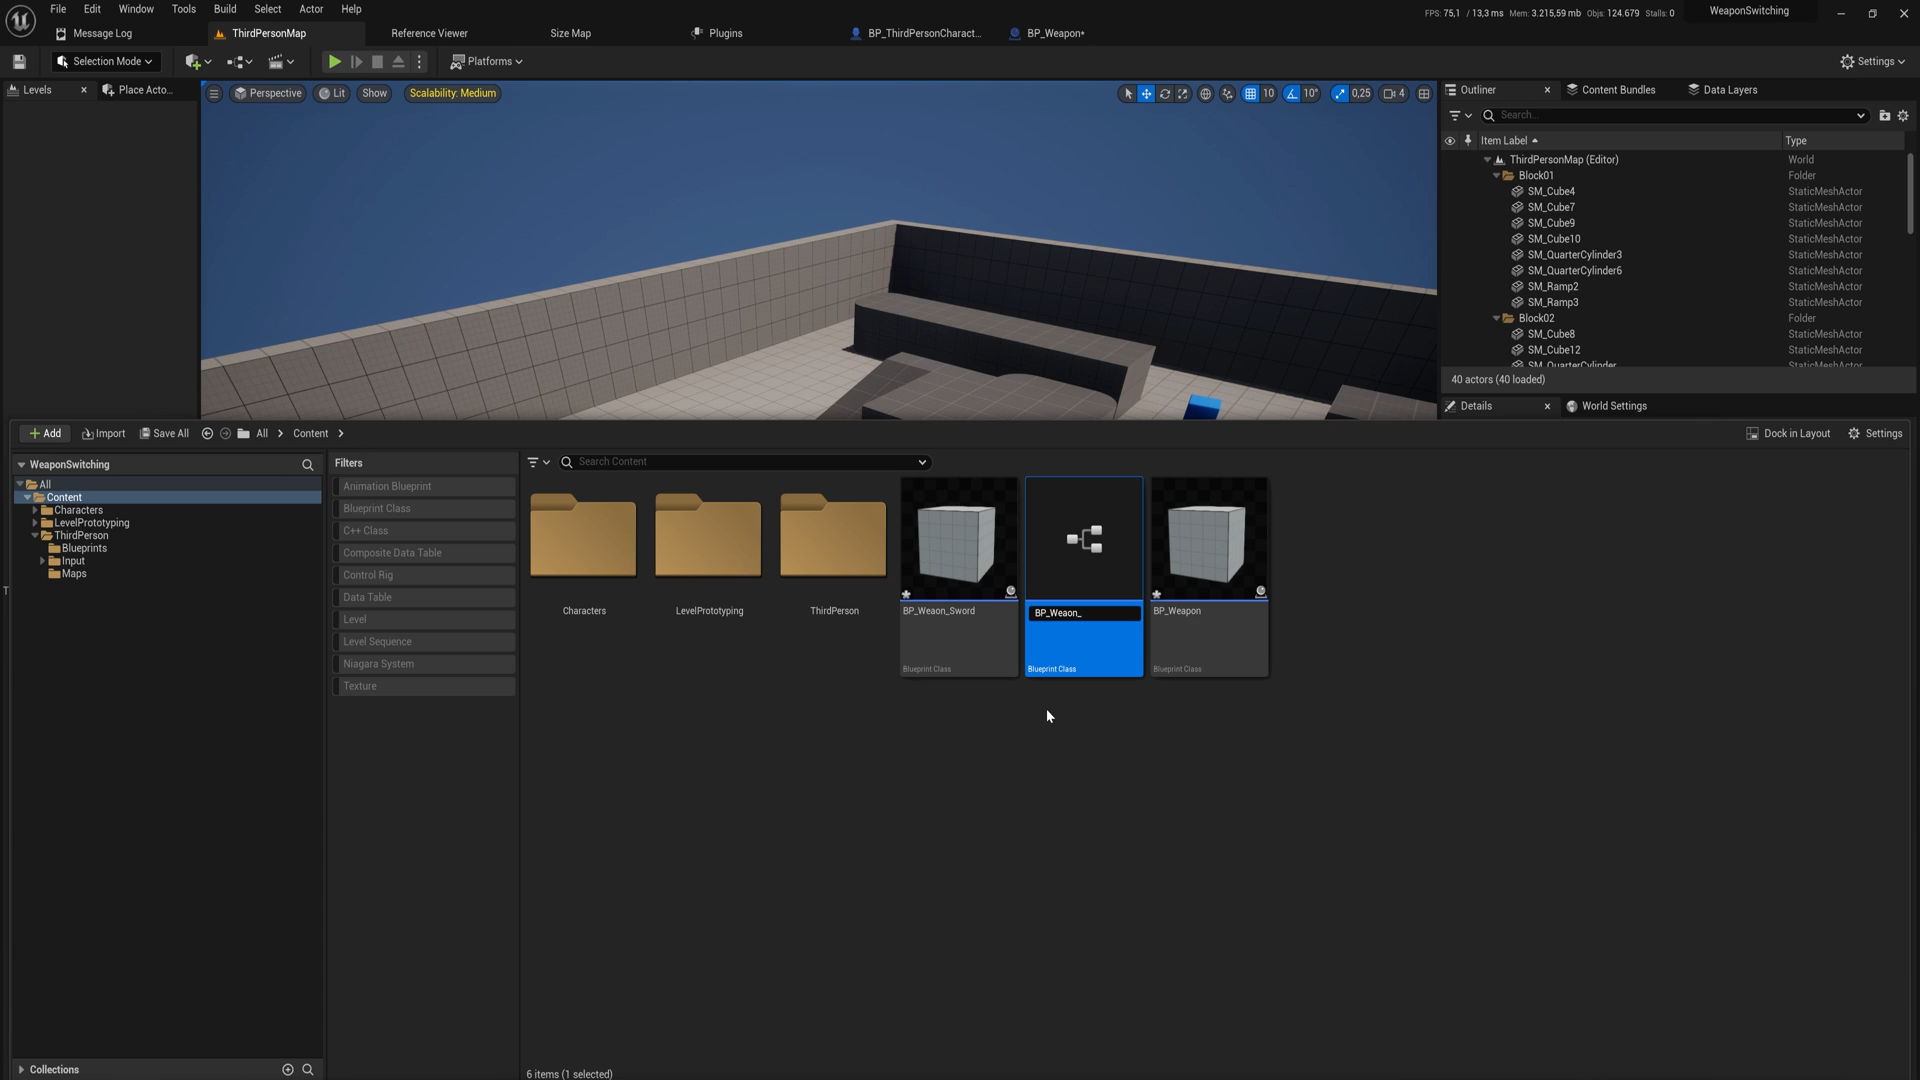 File Edit Window Tools Build Select Actor Help
FPS: 75,1 / 13,3 ms Mem: 3.215,59 mb Objs: 124.679 Stalls: 0
WeaponSwitching
Message Log
ThirdPersonMap
Reference Viewer
Size Map
Plugins
BP_ThirdPersonCharact...
BP_Weapon*
Selection Mode
Platforms
Settings
Levels
Place Acto...
Perspective
Lit
Show
Scalability: Medium
10
10°
0,25
4
Outliner
Content Bundles
Data Layers
Search...
Item Label
Type
ThirdPersonMap (Editor) World
Block01 Folder
SM_Cube4 StaticMeshActor
SM_Cube7 StaticMeshActor
SM_Cube9 StaticMeshActor
SM_Cube10 StaticMeshActor
SM_QuarterCylinder3 StaticMeshActor
SM_QuarterCylinder6 StaticMeshActor
SM_Ramp2 StaticMeshActor
SM_Ramp3 StaticMeshActor
Block02 Folder
SM_Cube8 StaticMeshActor
SM_Cube12 StaticMeshActor
SM_QuarterCylinder StaticMeshActor
40 actors (40 loaded)
Details
World Settings
Add
Import
Save All
All
Content
Dock in Layout
Settings
WeaponSwitching
All
Content
Characters
LevelPrototyping
ThirdPerson
Blueprints
Input
Maps
T
Filters
Animation Blueprint
Blueprint Class
C++ Class
Composite Data Table
Control Rig
Data Table
Level
Level Sequence
Niagara System
Texture
Search Content
Characters
LevelPrototyping
ThirdPerson
BP_Weaon_Sword
Blueprint Class
BP_Weaon_
Blueprint Class
BP_Weapon
Blueprint Class
Collections
6 items (1 selected)